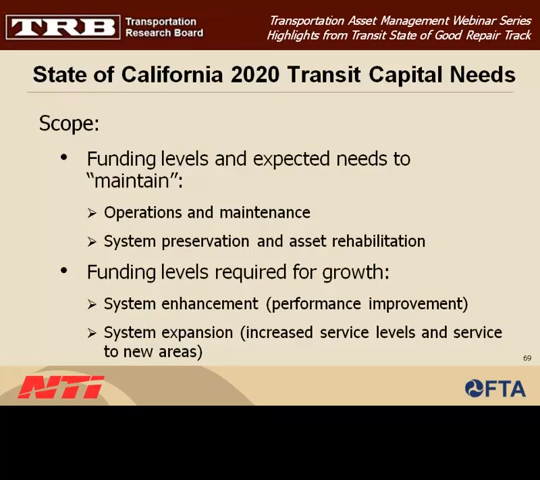 TRB
Transportation
Research Board
Transportation Asset Management Webinar Series
Highlights from Transit State of Good Repair Track
State of California 2020 Transit Capital Needs
Scope:
• Funding levels and expected needs to
“maintain”:
➢ Operations and maintenance
➢ System preservation and asset rehabilitation
• Funding levels required for growth:
➢ System enhancement (performance improvement)
➢ System expansion (increased service levels and service
to new areas)
69
NTI
FTA